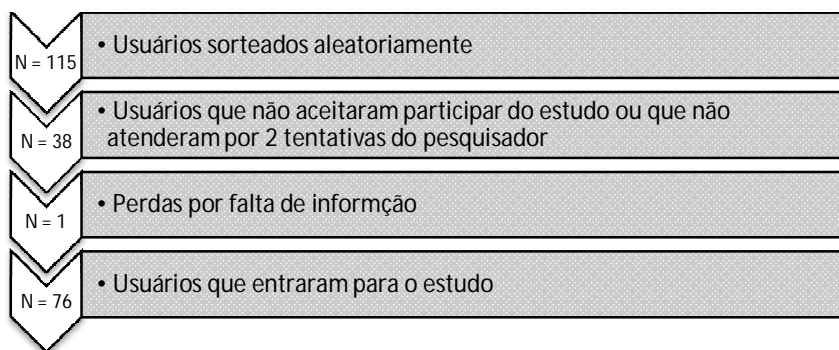 N = 115
• Usuários sorteados aleatoriamente
N = 38
• Usuários que não aceitaram participar do estudo ou que não
atenderam por 2 tentativas do pesquisador
N = 1
• Perdas por falta de informção
N = 76
• Usuários que entraram para o estudo